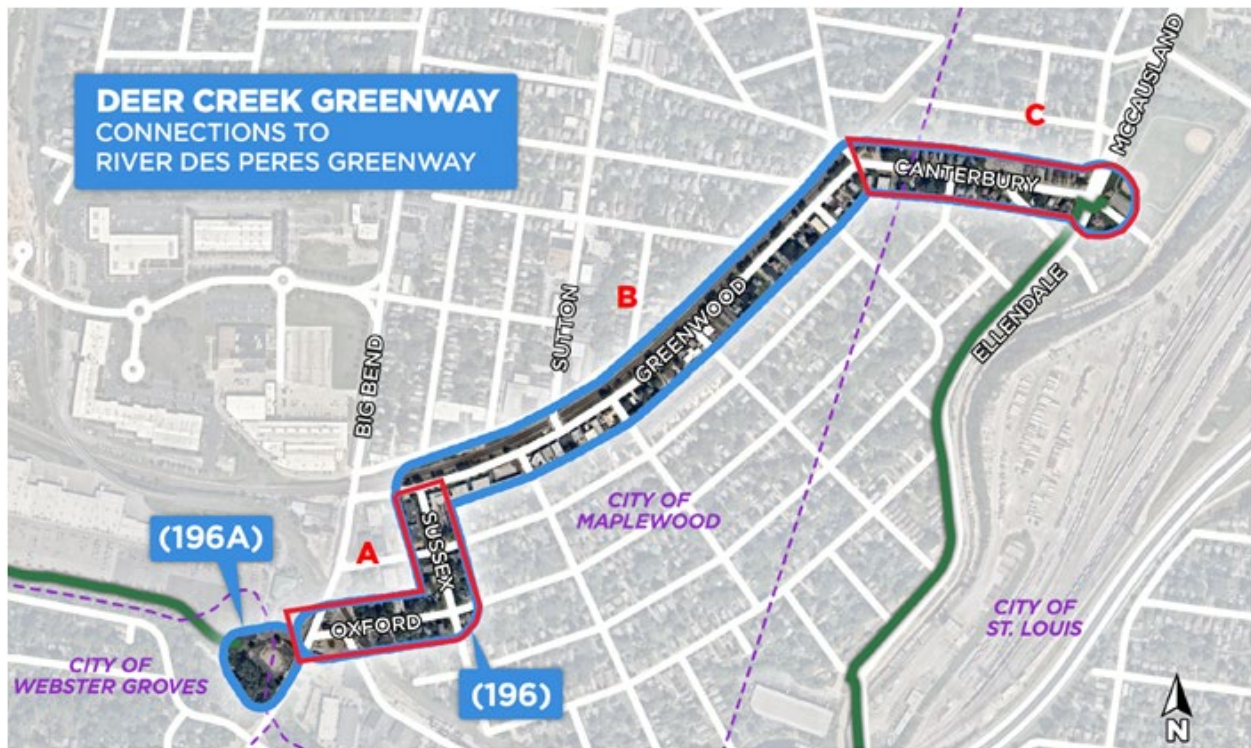 DEER CREEK GREENWAY
CONNECTIONS TO
RIVER DES PERES GREENWAY
MCCAUSLAND
C
CANTERBURY
B
SUTTON
GREENWOOD
ELLENDALE
BIG BEND
CITY OF
MAPLEWOOD
(196A)
A
SUSSEX
OXFORD
CITY OF
ST. LOUIS
CITY OF
WEBSTER GROVES
(196)
N